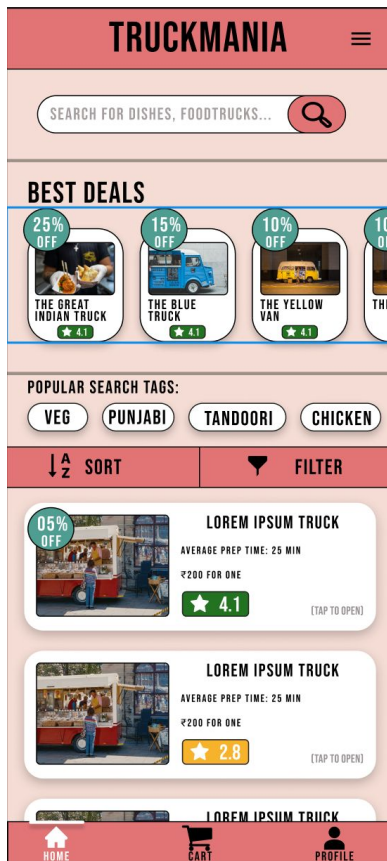 TRUCKMANIA
SEARCH FOR DISHES, FOODTRUCKS...
BEST DEALS
25%
OFF
THE GREAT
INDIAN TRUCK
4.1
15%
OFF
THE BLUE
TRUCK
4.1
10%
OFF
THE YELLOW
VAN
4.1
10
OF
TH
POPULAR SEARCH TAGS:
VEG
PUNJABI
TANDOORI
CHICKEN
A
Z
SORT
FILTER
05%
OFF
LOREM IPSUM TRUCK
AVERAGE PREP TIME: 25 MIN
₹200 FOR ONE
4.1
(TAP TO OPEN)
LOREM IPSUM TRUCK
AVERAGE PREP TIME: 25 MIN
₹200 FOR ONE
2.8
(TAP TO OPEN)
LOREM IPSUM TRUCK
HOME
CART
PROFILE